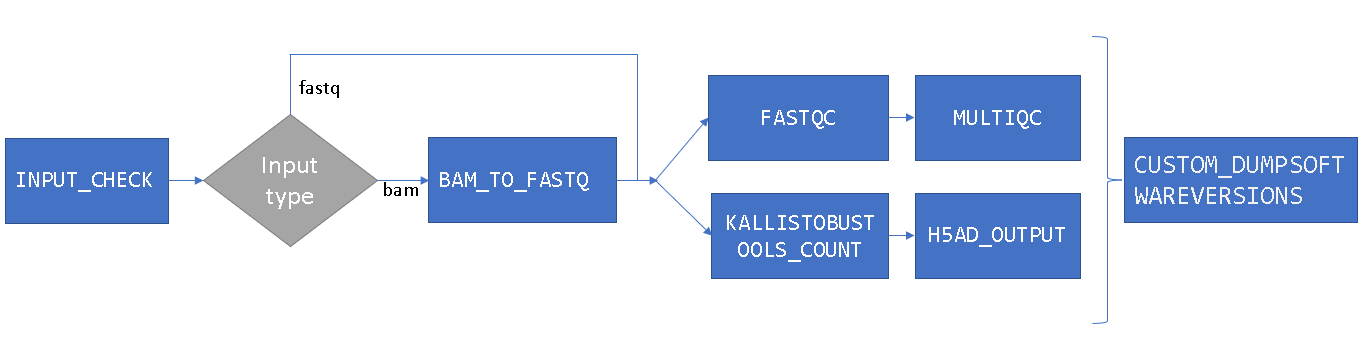 INPUT_CHECK
Input
type
fastq
bam
BAM_TO_FASTQ
FASTQC
MULTIQC
KALLISTOBUST
OOLS_COUNT
H5AD_OUTPUT
CUSTOM_DUMPSOFT
WAREVERSIONS